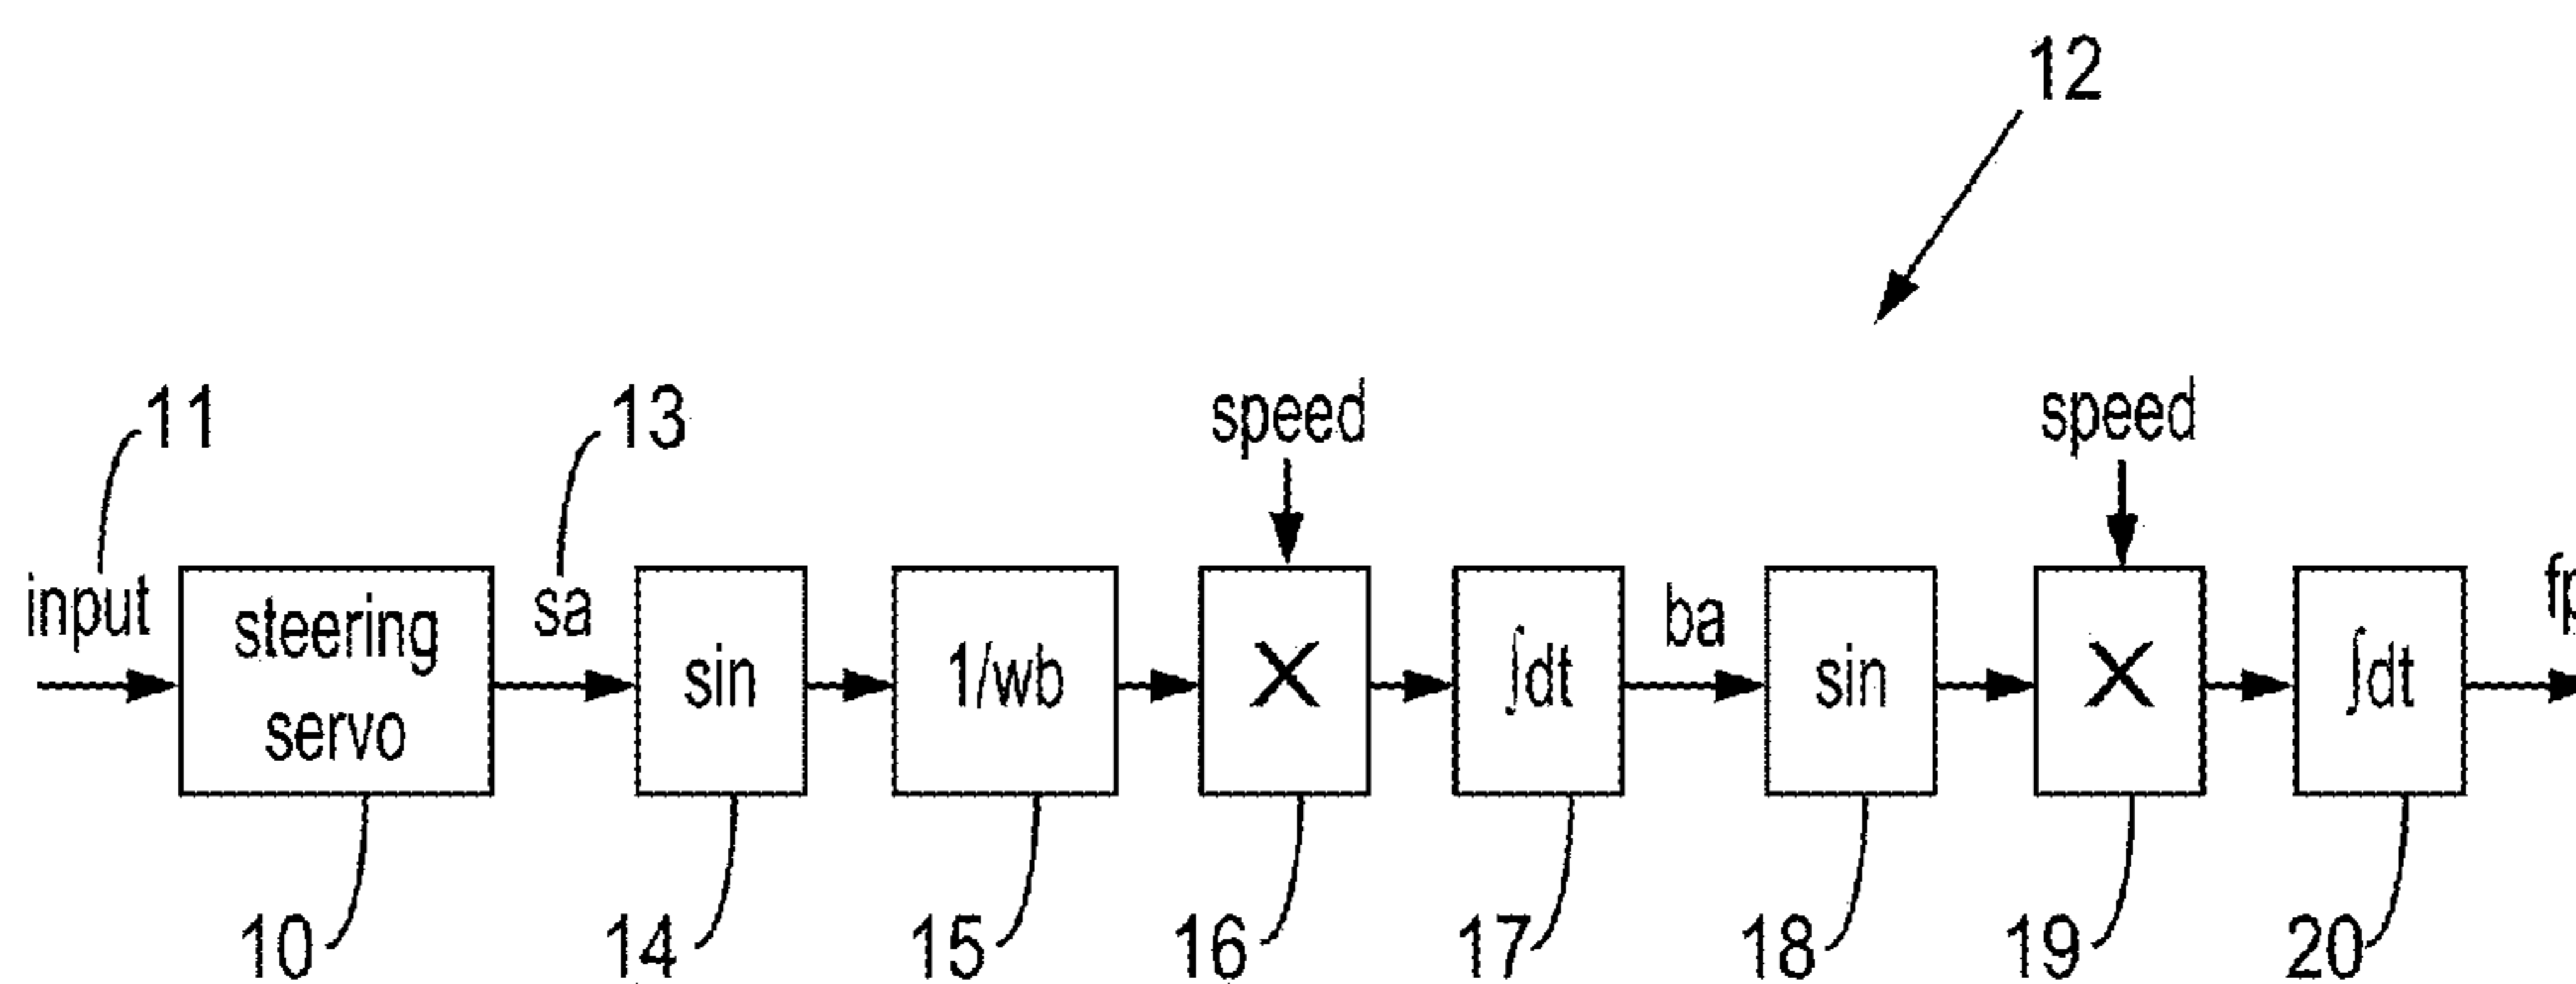 12
11
13
speed
speed
input
steering
servo
sa
sin
1/wb
X
∫dt
ba
sin
X
∫dt
10
14
15
16
17
18
19
20